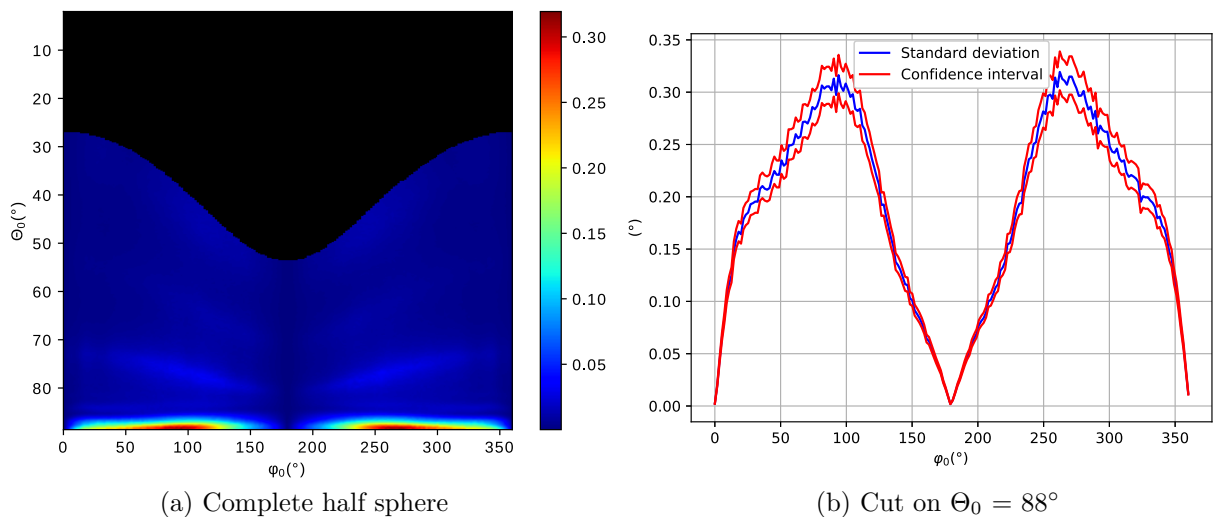 10
20
30
40
50
60
70
80
Θ₀(°)
0 50 100 150 200 250 300 350
φ₀(°)
0.30
0.25
0.20
0.15
0.10
0.05
(a) Complete half sphere
Standard deviation
Confidence interval
0.35
0.30
0.25
0.20
0.15
0.10
0.05
0.00
(°)
0 50 100 150 200 250 300 350
φ₀(°)
(b) Cut on Θ₀ = 88°